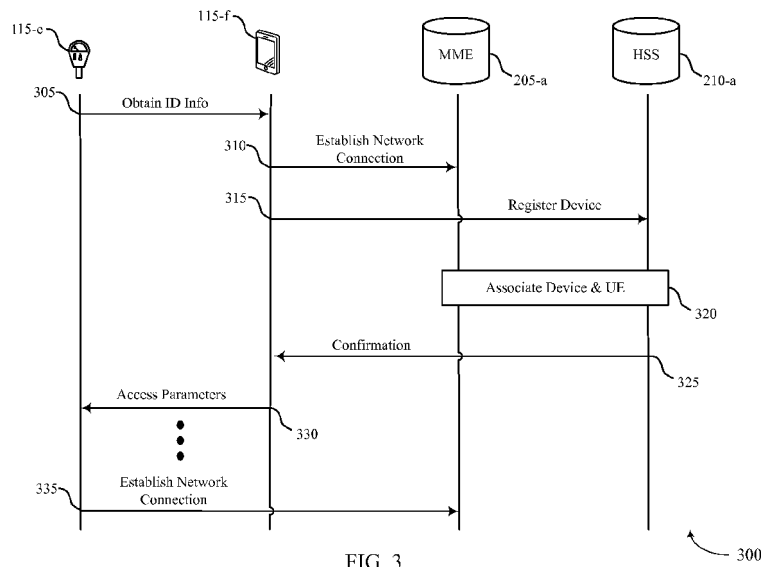 115-e
115-f
MME
205-a
HSS
210-a
305
Obtain ID Info
310
Establish Network
Connection
315
Register Device
Associate Device & UE
320
Confirmation
325
Access Parameters
330
335
Establish Network
Connection
FIG. 3
300